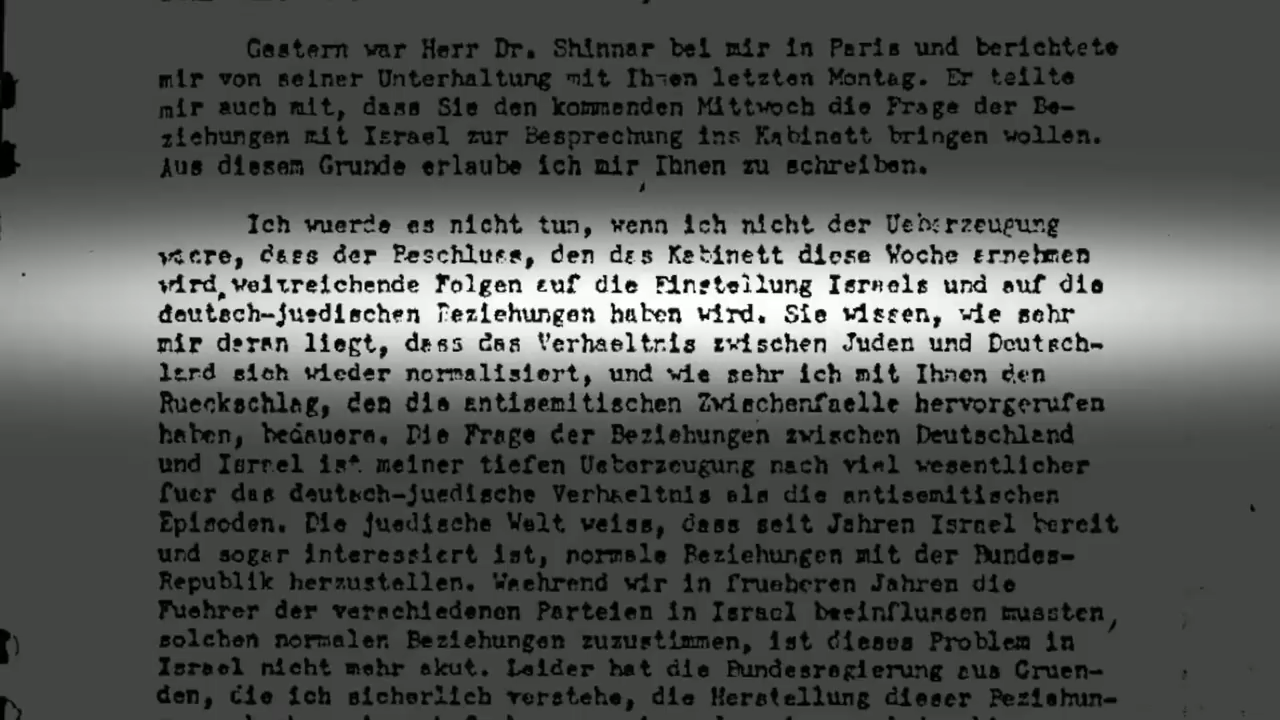 Gestern war Herr Dr. Shinnar bei mir in Paris und berichtete
mir von seiner Unterhaltung mit Ihnen letzten Montag. Er teilte
mir auch mit, dass Sie den kommenden Mittwoch die Frage der Be-
ziehungen mit Israel zur Besprechung ins Kabinett bringen wollen.
Aus diesem Grunde erlaube ich mir Ihnen zu schreiben.
Ich wuerde es nicht tun, wenn ich nicht der Ueberzeugung
waere, dass der Beschluss, den das Kabinett diese Woche ernehmen
wird, weitreichende Folgen auf die Einstellung Israels und auf die
deutsch-juedischen Beziehungen haben wird. Sie wissen, wie sehr
mir daran liegt, dass das Verhaeltnis zwischen Juden und Deutsch-
land sich wieder normalisiert, und wie sehr ich mit Ihnen den
Rueckschlag, den die antisemitischen Zwischenfaelle hervorgerufen
haben, bedauere. Die Frage der Beziehungen zwischen Deutschland
und Israel ist meiner tiefen Ueberzeugung nach viel wesentlicher
fuer das deutsch-juedische Verhaeltnis als die antisemitischen
Episoden. Die juedische Welt weiss, dass seit Jahren Israel bereit
und sogar interessiert ist, normale Beziehungen mit der Bundes-
Republik herzustellen. Waehrend wir in frueheren Jahren die
Fuehrer der verschiedenen Parteien in Israel beeinflussen mussten,
solchen normalen Beziehungen zuzustimmen, ist dieses Problem in
Israel nicht mehr akut. Leider hat die Bundesregierung aus Gruen-
den, die ich sicherlich verstehe, die Herstellung dieser Beziehun-